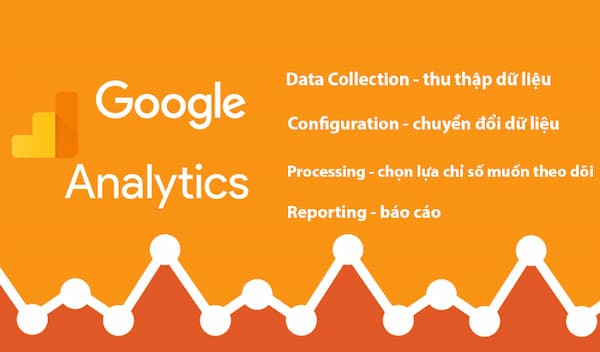 Google
Analytics
Data Collection - thu thập dữ liệu
Configuration - chuyển đổi dữ liệu
Processing - chọn lựa chỉ số muốn theo dõi
Reporting - báo cáo